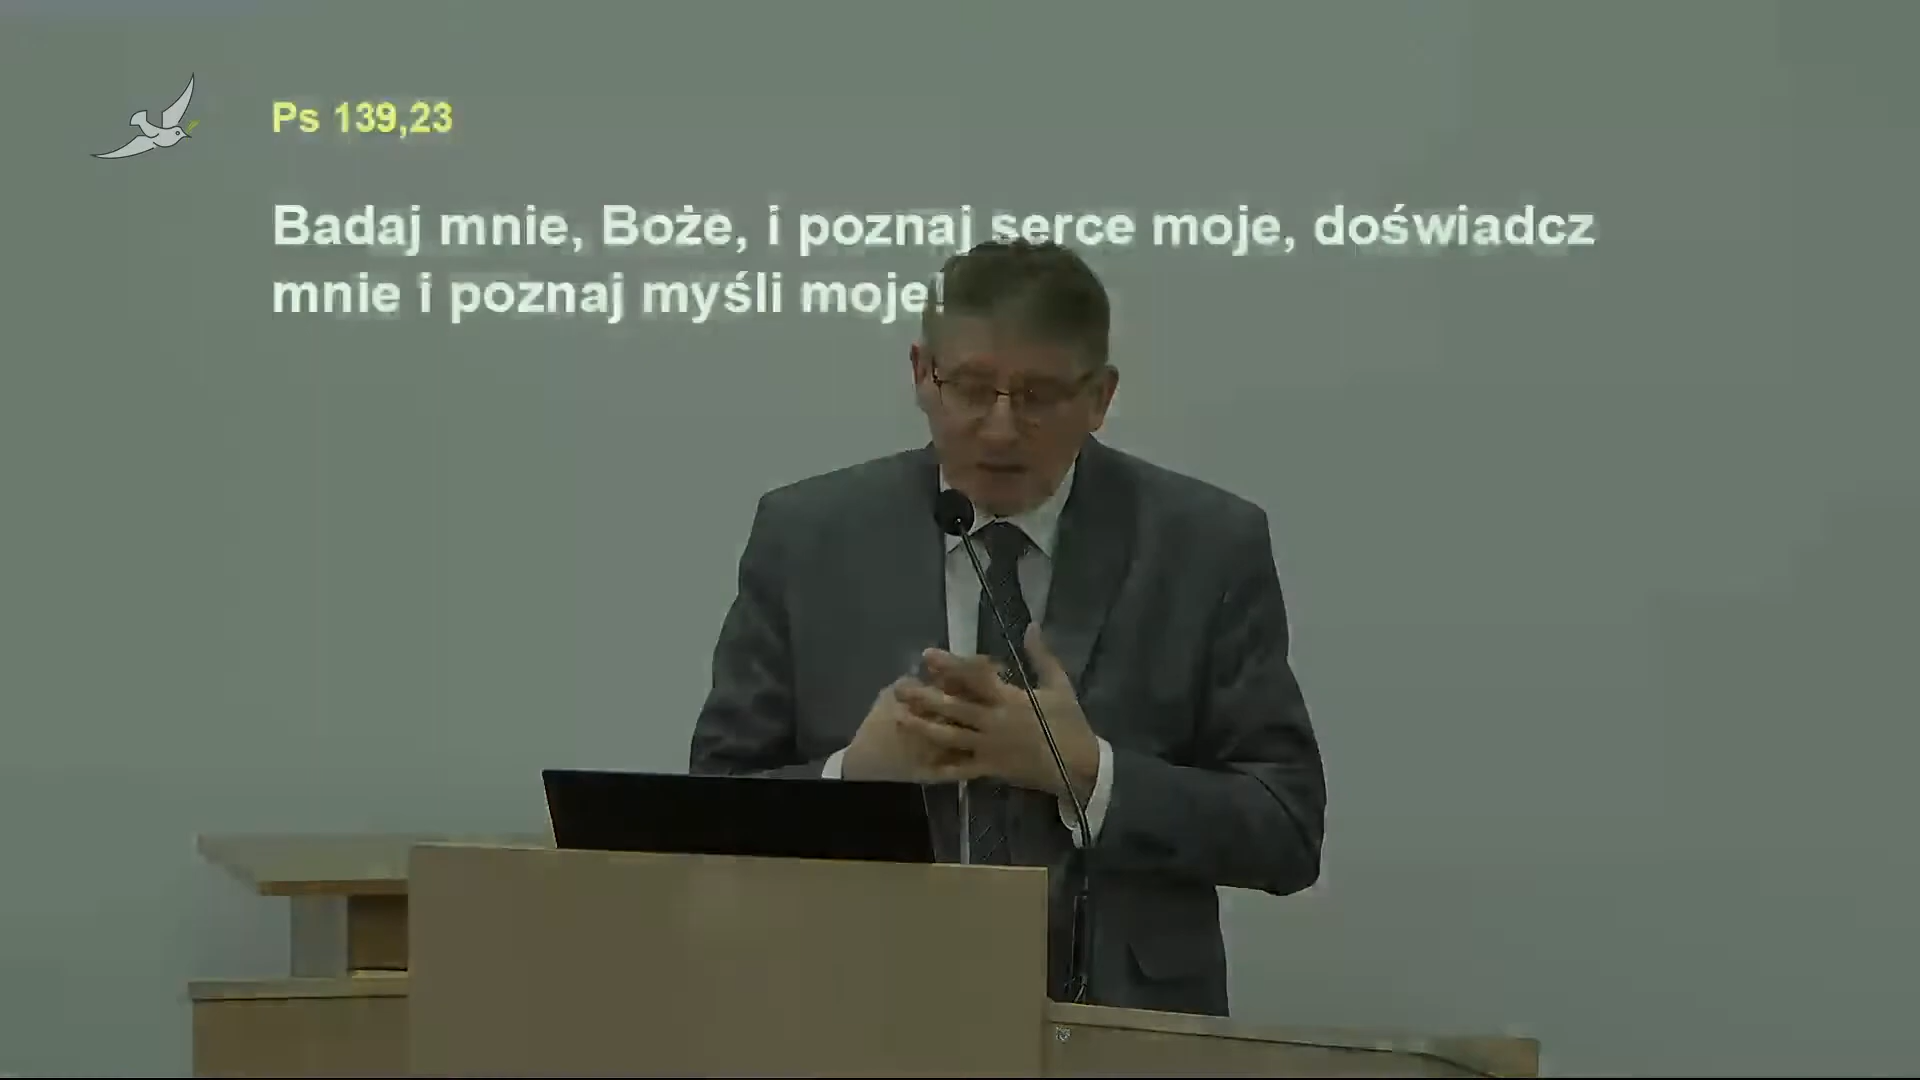 Ps 139,23
Badaj mnie, Boże, i poznaj serce moje, doświadcz
mnie i poznaj myśli moje!